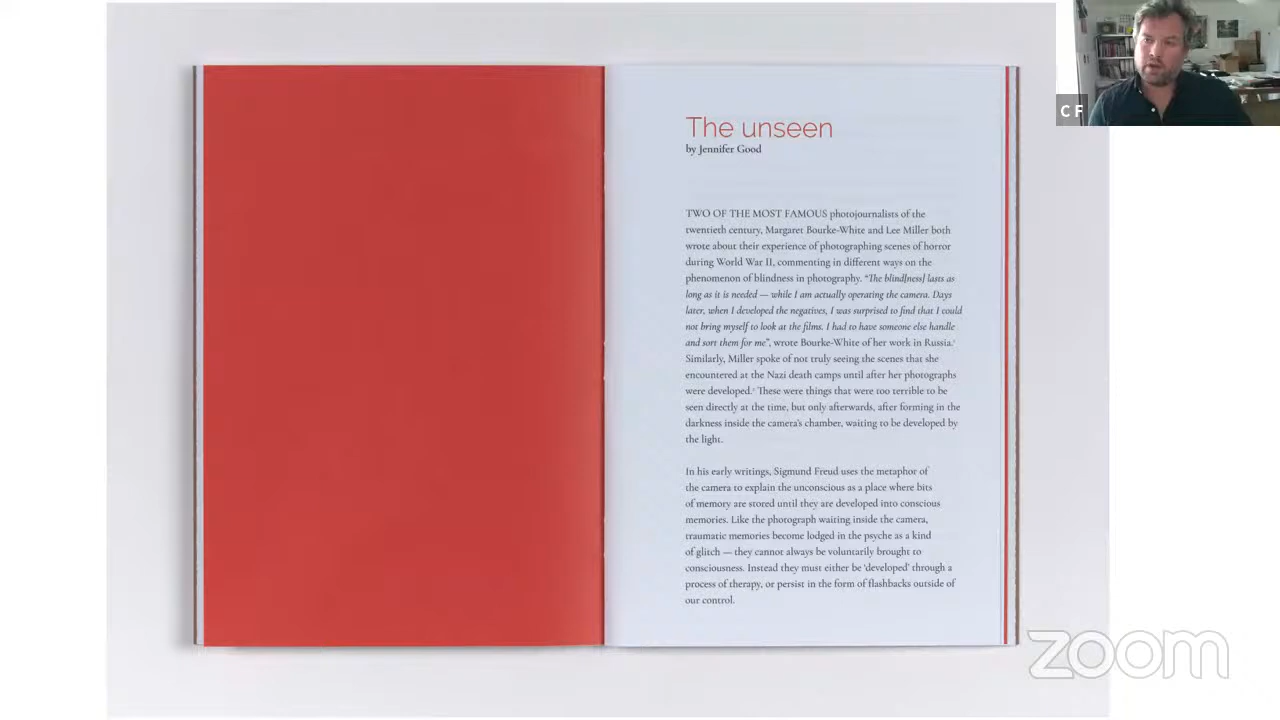 C F
The unseen
by Jennifer Good
TWO OF THE MOST FAMOUS photojournalists of the
twentieth century, Margaret Bourke-White and Lee Miller both
wrote about their experience of photographing scenes of horror
during World War II, commenting in different ways on the
phenomenon of blindness in photography. “The blind[ness] lasts as
long as it is needed — while I am actually operating the camera. Days
later, when I developed the negatives, I was surprised to find that I could
not bring myself to look at the films. I had to have someone else handle
and sort them for me”, wrote Bourke-White of her work in Russia.¹
Similarly, Miller spoke of not truly seeing the scenes that she
encountered at the Nazi death camps until after her photographs
were developed.² These were things that were too terrible to be
seen directly at the time, but only afterwards, after forming in the
darkness inside the camera's chamber, waiting to be developed by
the light.
In his early writings, Sigmund Freud uses the metaphor of
the camera to explain the unconscious as a place where bits
of memory are stored until they are developed into conscious
memories. Like the photograph waiting inside the camera,
traumatic memories become lodged in the psyche as a kind
of glitch — they cannot always be voluntarily brought to
consciousness. Instead they must either be ‘developed’ through a
process of therapy, or persist in the form of flashbacks outside of
our control.
zoom